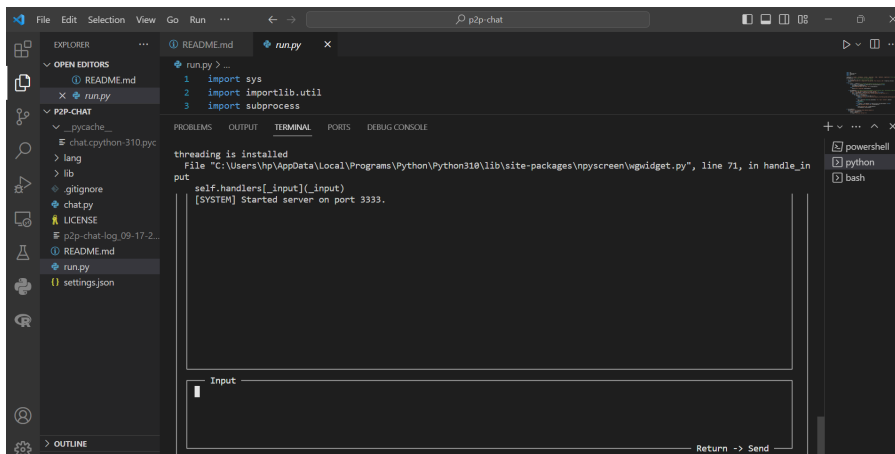 File Edit Selection View Go Run ···
p2p-chat
EXPLORER ···
OPEN EDITORS
README.md
run.py
P2P-CHAT
__pycache__
chat.cpython-310.pyc
lang
lib
.gitignore
chat.py
LICENSE
p2p-chat-log_09-17-2...
README.md
run.py
settings.json
OUTLINE
README.md run.py
run.py > ...
1 import sys
2 import importlib.util
3 import subprocess
PROBLEMS OUTPUT TERMINAL PORTS DEBUG CONSOLE
threading is installed
File "C:\Users\hp\AppData\Local\Programs\Python\Python310\lib\site-packages\npyscreen\wgwidget.py", line 71, in handle_in
put
self.handlers[_input](_input)
[SYSTEM] Started server on port 3333.
Input
Return -> Send
powershell
python
bash